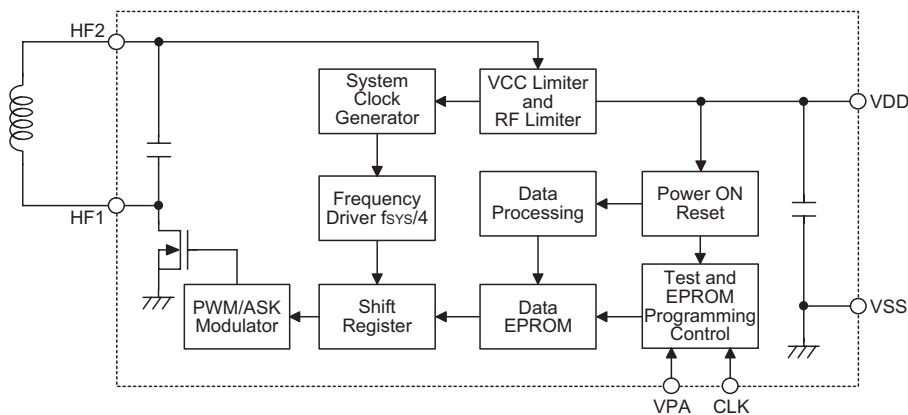 HF2
System
Clock
Generator
VCC Limiter
and
RF Limiter
VDD
HF1
Frequency
Driver fSYS/4
Data
Processing
Power ON
Reset
PWM/ASK
Modulator
Shift
Register
Data
EPROM
Test and
EPROM
Programming
Control
VSS
VPA
CLK